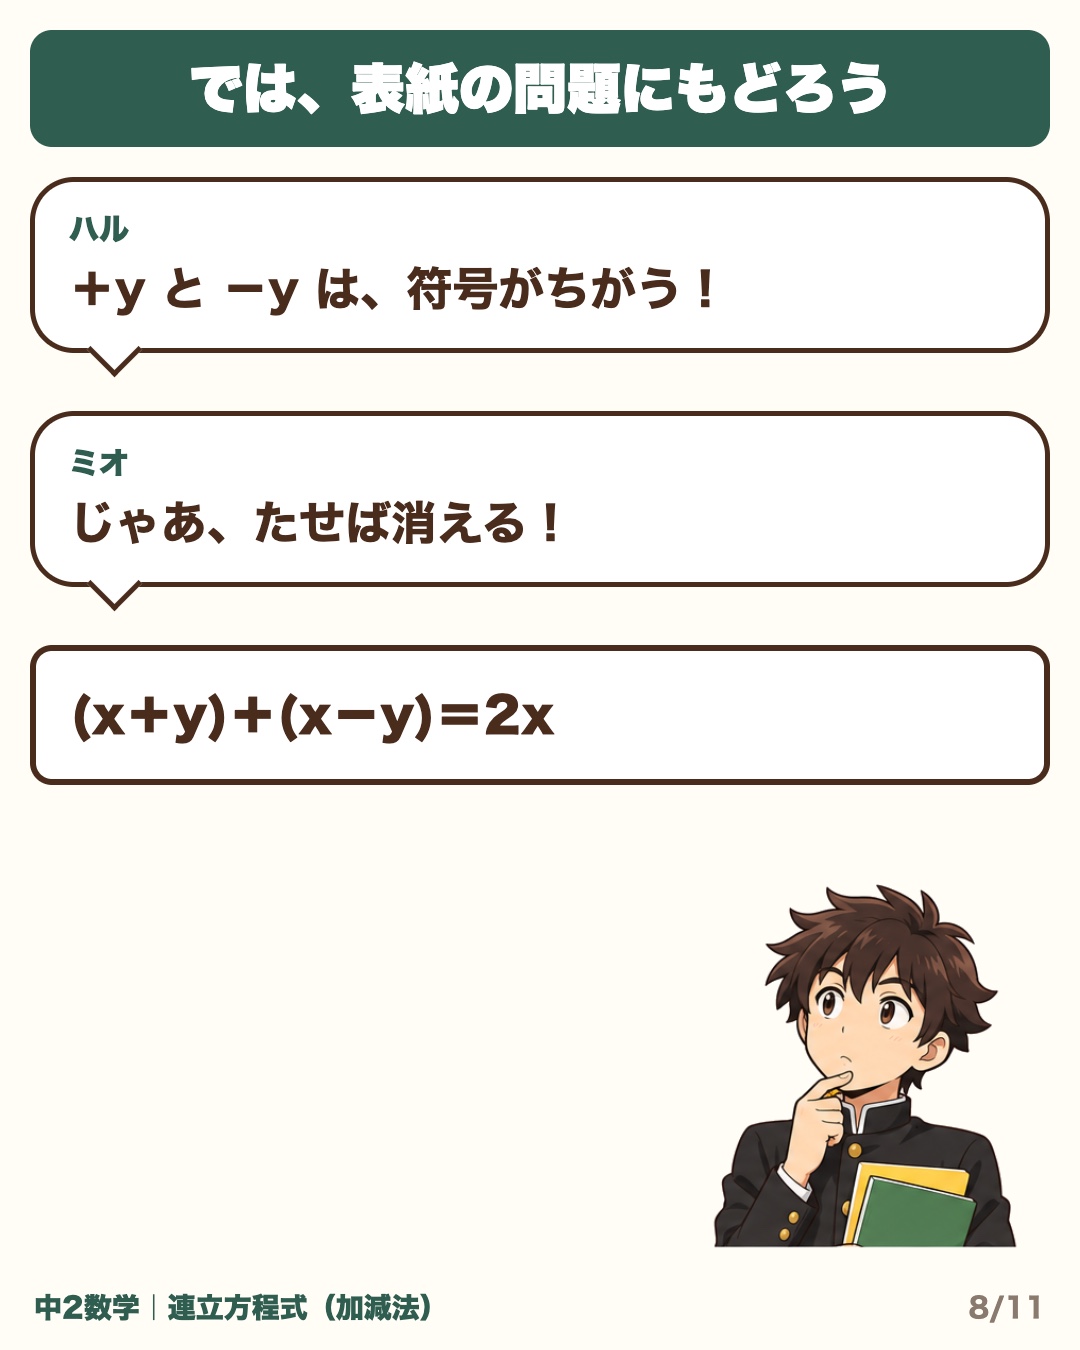 では、表紙の問題にもどろう
ハル
＋y と −y は、符号がちがう！
ミオ
じゃあ、たせば消える！
(x＋y)＋(x−y)＝2x
中2数学｜連立方程式（加減法）
8/11